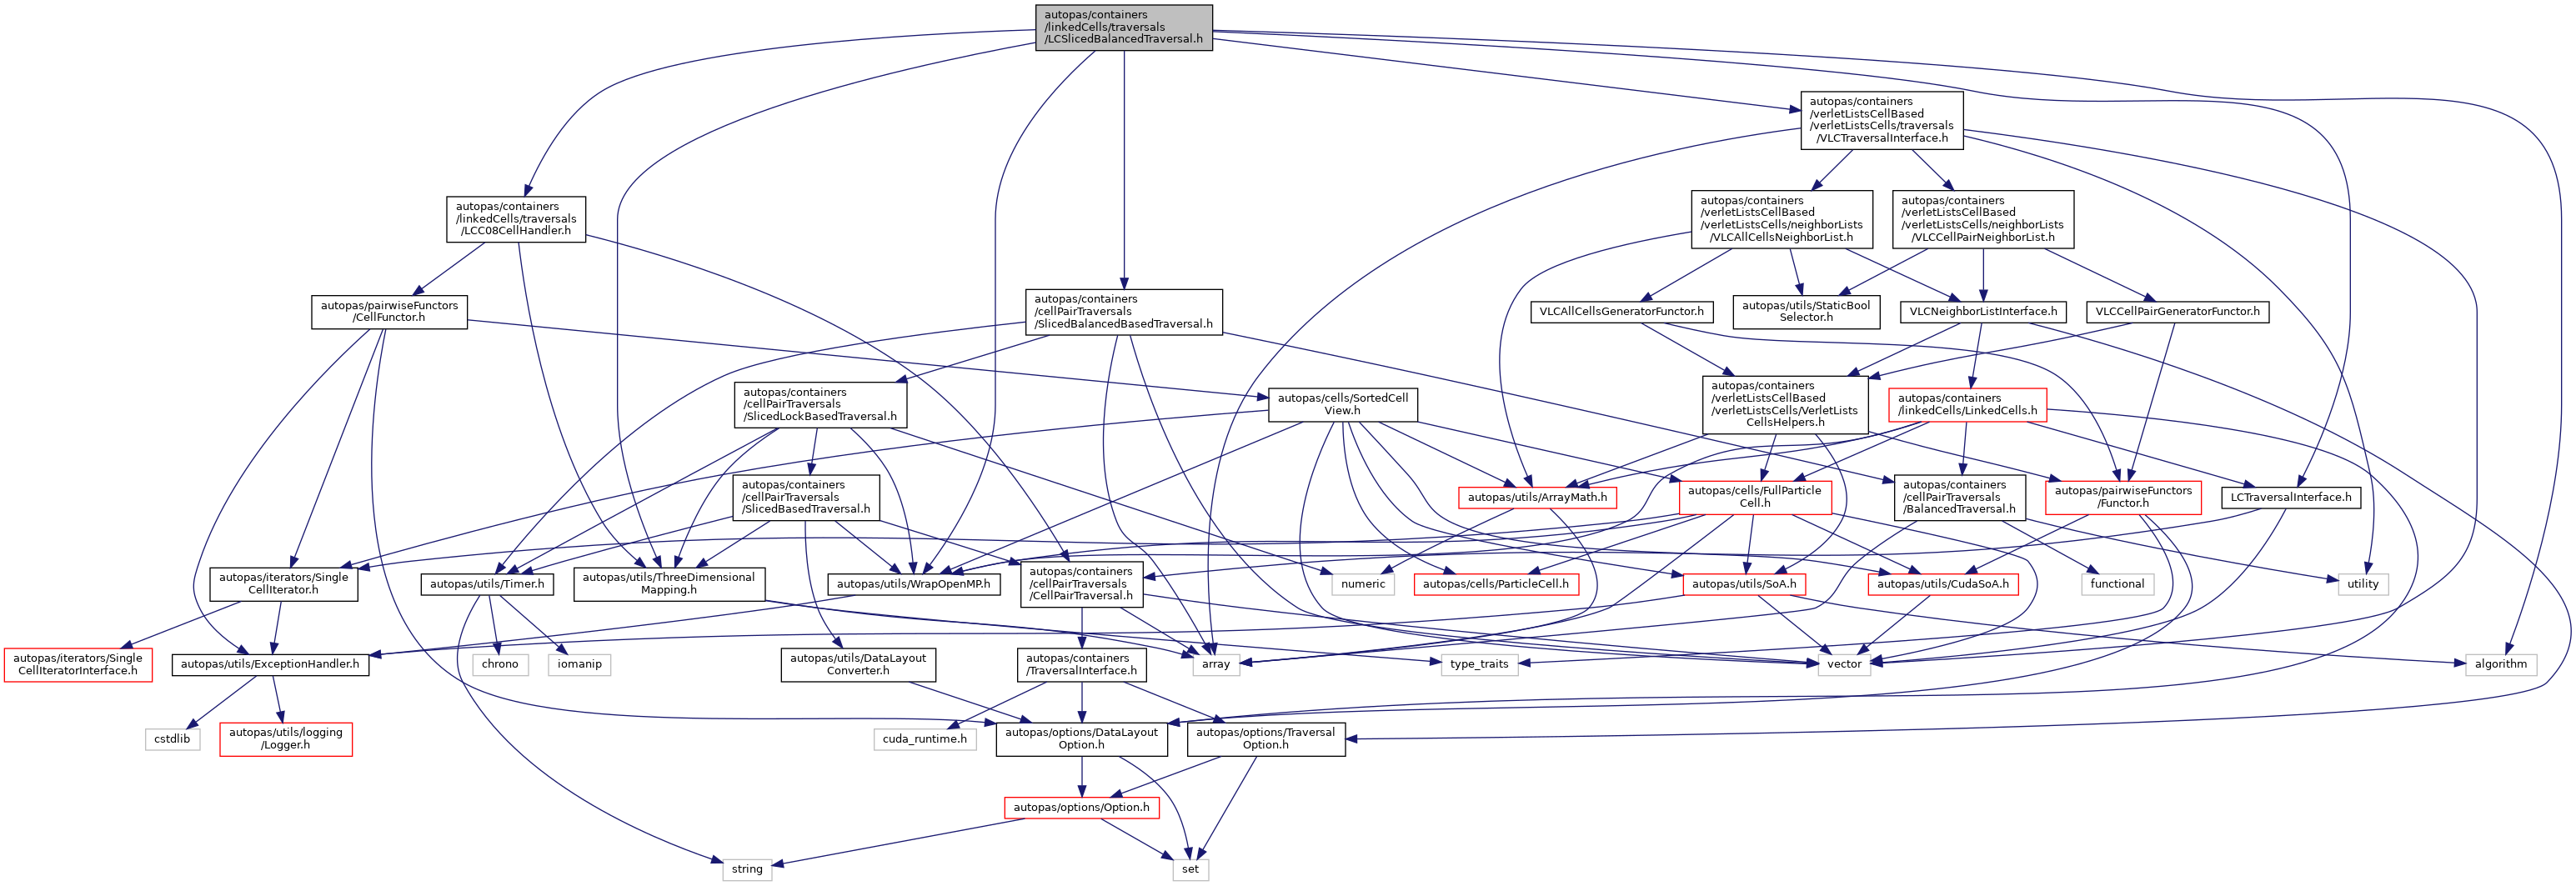 autopas/containers
/linkedCells/traversals
/LCSlicedBalancedTraversal.h
autopas/containers
/verletListsCellBased
/verletListsCells/traversals
/VLCTraversalInterface.h
autopas/containers
/linkedCells/traversals
/LCC08CellHandler.h
autopas/containers
/verletListsCellBased
/verletListsCells/neighborLists
/VLCAllCellsNeighborList.h
autopas/containers
/verletListsCellBased
/verletListsCells/neighborLists
/VLCCellPairNeighborList.h
autopas/pairwiseFunctors
/CellFunctor.h
autopas/containers
/cellPairTraversals
/SlicedBalancedBasedTraversal.h
VLCAllCellsGeneratorFunctor.h
autopas/utils/StaticBool
Selector.h
VLCNeighborListInterface.h
VLCCellPairGeneratorFunctor.h
autopas/containers
/cellPairTraversals
/SlicedLockBasedTraversal.h
autopas/cells/SortedCell
View.h
autopas/containers
/verletListsCellBased
/verletListsCells/VerletLists
CellsHelpers.h
autopas/containers
/linkedCells/LinkedCells.h
autopas/containers
/cellPairTraversals
/SlicedBasedTraversal.h
autopas/utils/ArrayMath.h
autopas/cells/FullParticle
Cell.h
autopas/containers
/cellPairTraversals
/BalancedTraversal.h
autopas/pairwiseFunctors
/Functor.h
LCTraversalInterface.h
autopas/iterators/Single
CellIterator.h
autopas/utils/Timer.h
autopas/utils/ThreeDimensional
Mapping.h
autopas/utils/WrapOpenMP.h
autopas/containers
/cellPairTraversals
/CellPairTraversal.h
numeric
autopas/cells/ParticleCell.h
autopas/utils/SoA.h
autopas/utils/CudaSoA.h
functional
utility
autopas/iterators/Single
CellIteratorInterface.h
autopas/utils/ExceptionHandler.h
chrono
iomanip
autopas/utils/DataLayout
Converter.h
autopas/containers
/TraversalInterface.h
array
type_traits
vector
algorithm
cstdlib
autopas/utils/logging
/Logger.h
cuda_runtime.h
autopas/options/DataLayout
Option.h
autopas/options/Traversal
Option.h
autopas/options/Option.h
string
set